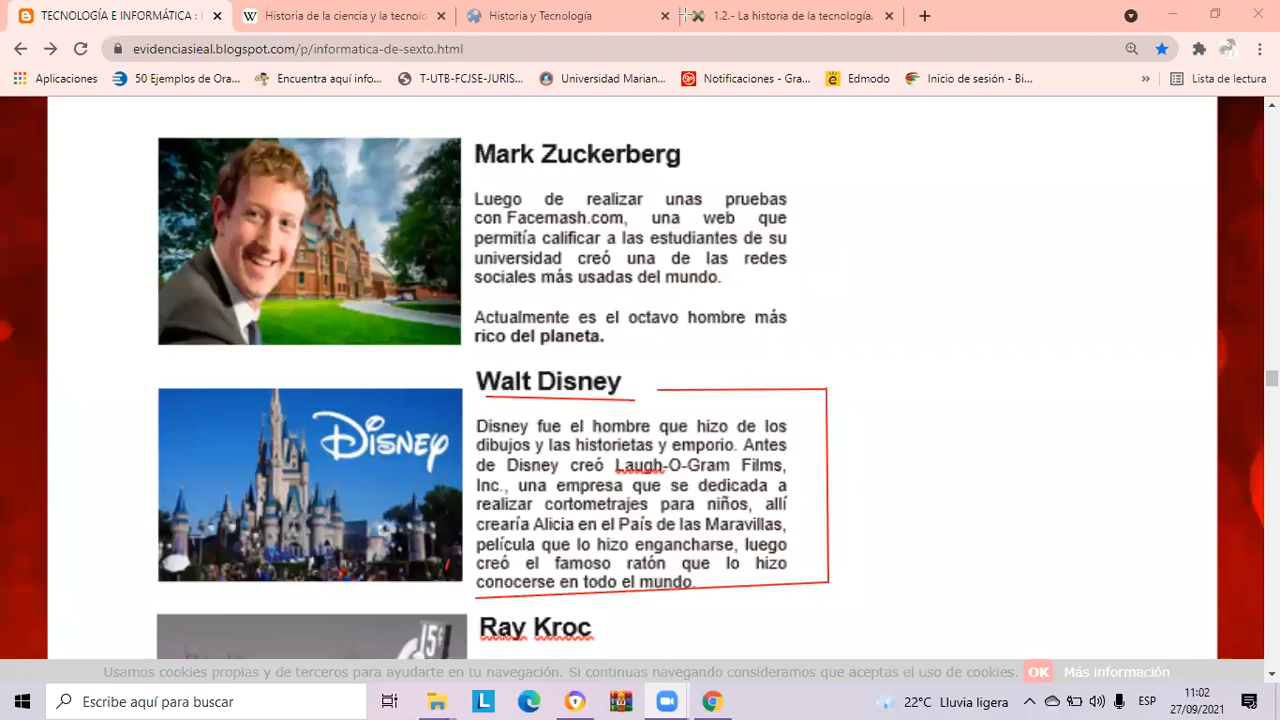 TECNOLOGÍA E INFORMÁTICA:
Historia de la ciencia y la tecnolo
Historia y Tecnología
1.2.- La historia de la tecnología.
evidenciasieal.blogspot.com/p/informatica-de-sexto.html
Aplicaciones
50 Ejemplos de Ora...
Encuentra aquí info...
T-UTB-FCJSE-JURIS...
Universidad Marian...
Notificaciones - Gra...
Edmodo
Inicio de sesión - Bi...
»
Lista de lectura
Mark Zuckerberg
Luego de realizar unas pruebas
con Facemash.com, una web que
permitía calificar a las estudiantes de su
universidad creó una de las redes
sociales más usadas del mundo.
Actualmente es el octavo hombre más
rico del planeta.
Walt Disney
Disney fue el hombre que hizo de los
dibujos y las historietas y emporio. Antes
de Disney creó Laugh-O-Gram Films,
Inc., una empresa que se dedicada a
realizar cortometrajes para niños, allí
crearía Alicia en el País de las Maravillas,
película que lo hizo engancharse, luego
creó el famoso ratón que lo hizo
conocerse en todo el mundo.
DISNEY
Ray Kroc
15¢
Usamos cookies propias y de terceros para ayudarte en tu navegación. Si continuas navegando consideramos que aceptas el uso de cookies. OK Más información
Escribe aquí para buscar
22°C Lluvia ligera
ESP
11:02
27/09/2021